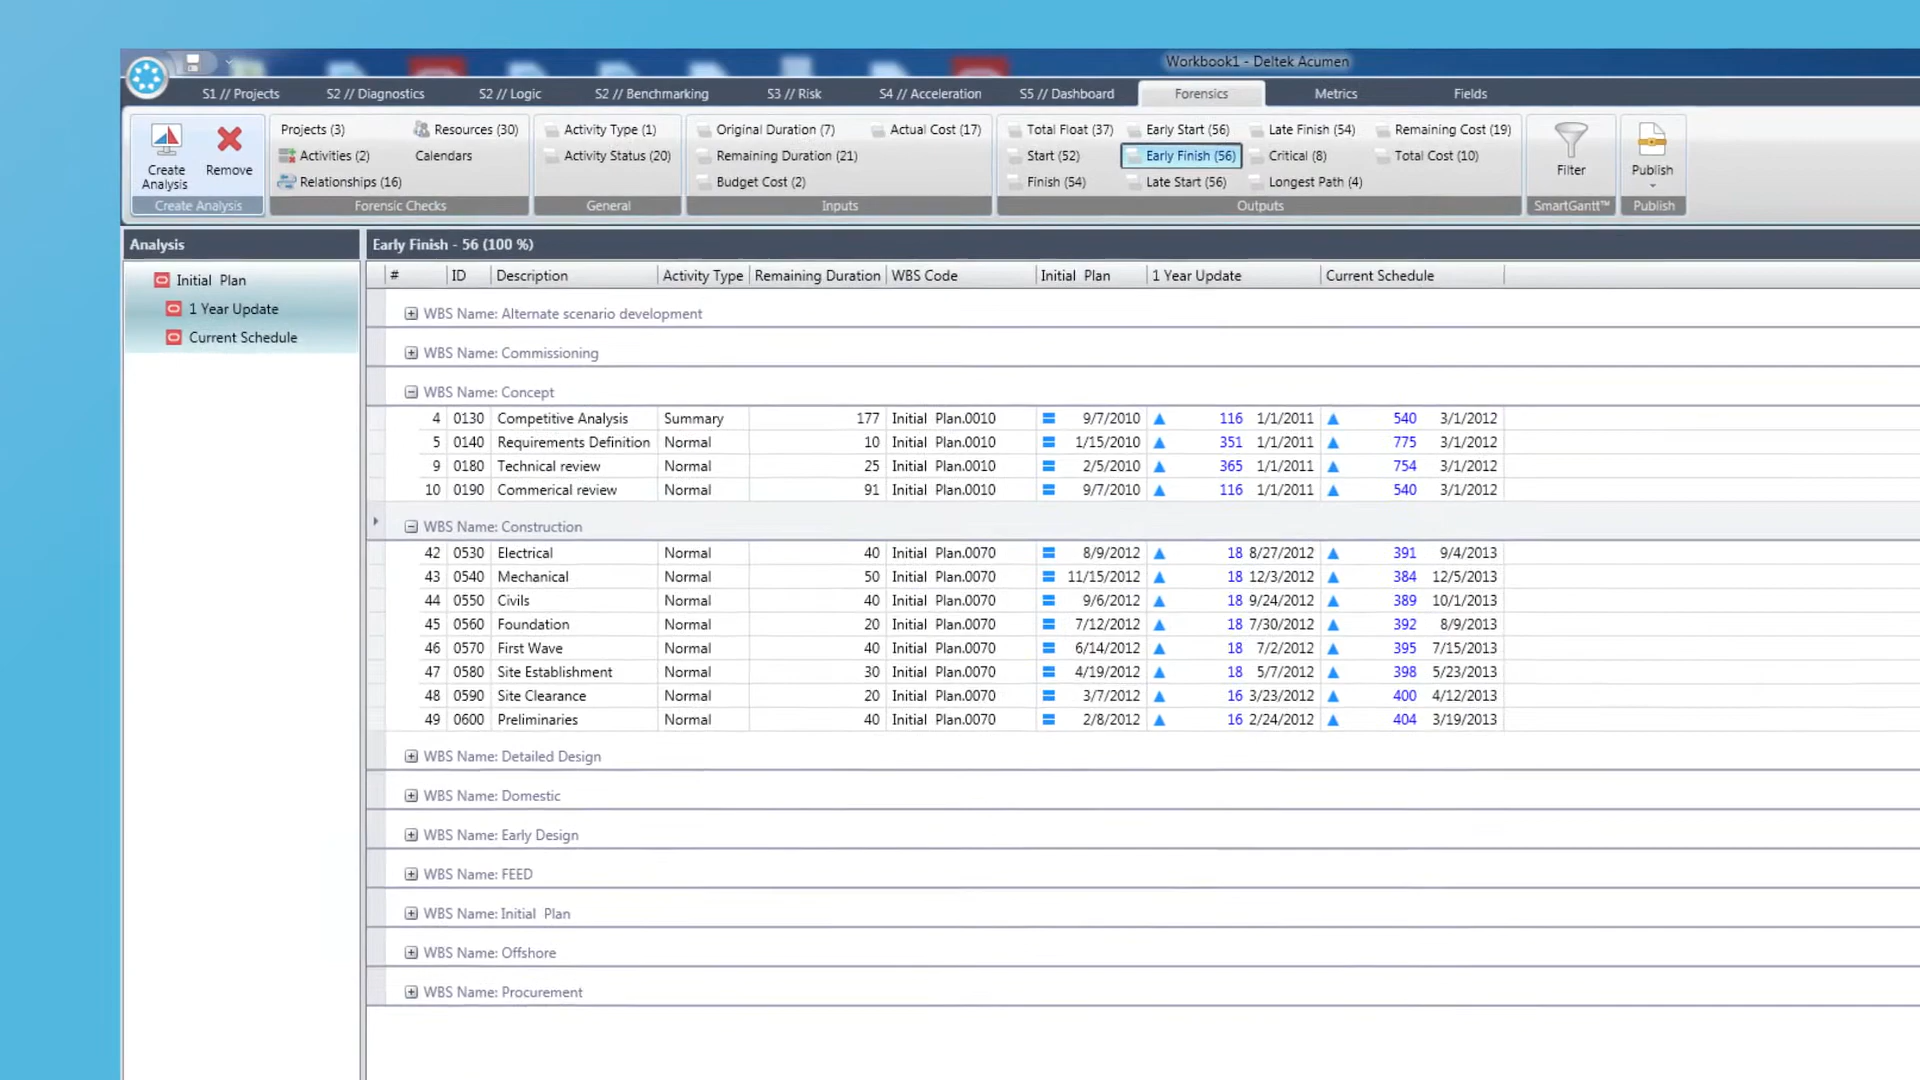 Workbook1 - Deltek Acumen
S1 // Projects S2 // Diagnostics S2 // Logic S2 // Benchmarking S3 // Risk S4 // Acceleration S5 // Dashboard Forensics Metrics Fields
Create Analysis
Remove
Create Analysis
Projects (3) Resources (30)
Activities (2) Calendars
Relationships (16)
Forensic Checks
Activity Type (1)
Activity Status (20)
General
Original Duration (7) Actual Cost (17)
Remaining Duration (21)
Budget Cost (2)
Inputs
Total Float (37) Early Start (56) Late Finish (54) Remaining Cost (19)
Start (52) Early Finish (56) Critical (8) Total Cost (10)
Finish (54) Late Start (56) Longest Path (4)
Outputs
Filter
SmartGantt™
Publish
Publish
Analysis
Initial Plan
1 Year Update
Current Schedule
Early Finish - 56 (100 %)
# ID Description Activity Type Remaining Duration WBS Code Initial Plan 1 Year Update Current Schedule
WBS Name: Alternate scenario development
WBS Name: Commissioning
WBS Name: Concept
4 0130 Competitive Analysis Summary 177 Initial Plan.0010 9/7/2010 116 1/1/2011 540 3/1/2012
5 0140 Requirements Definition Normal 10 Initial Plan.0010 1/15/2010 351 1/1/2011 775 3/1/2012
9 0180 Technical review Normal 25 Initial Plan.0010 2/5/2010 365 1/1/2011 754 3/1/2012
10 0190 Commerical review Normal 91 Initial Plan.0010 9/7/2010 116 1/1/2011 540 3/1/2012
WBS Name: Construction
42 0530 Electrical Normal 40 Initial Plan.0070 8/9/2012 18 8/27/2012 391 9/4/2013
43 0540 Mechanical Normal 50 Initial Plan.0070 11/15/2012 18 12/3/2012 384 12/5/2013
44 0550 Civils Normal 40 Initial Plan.0070 9/6/2012 18 9/24/2012 389 10/1/2013
45 0560 Foundation Normal 20 Initial Plan.0070 7/12/2012 18 7/30/2012 392 8/9/2013
46 0570 First Wave Normal 40 Initial Plan.0070 6/14/2012 18 7/2/2012 395 7/15/2013
47 0580 Site Establishment Normal 30 Initial Plan.0070 4/19/2012 18 5/7/2012 398 5/23/2013
48 0590 Site Clearance Normal 20 Initial Plan.0070 3/7/2012 16 3/23/2012 400 4/12/2013
49 0600 Preliminaries Normal 40 Initial Plan.0070 2/8/2012 16 2/24/2012 404 3/19/2013
WBS Name: Detailed Design
WBS Name: Domestic
WBS Name: Early Design
WBS Name: FEED
WBS Name: Initial Plan
WBS Name: Offshore
WBS Name: Procurement